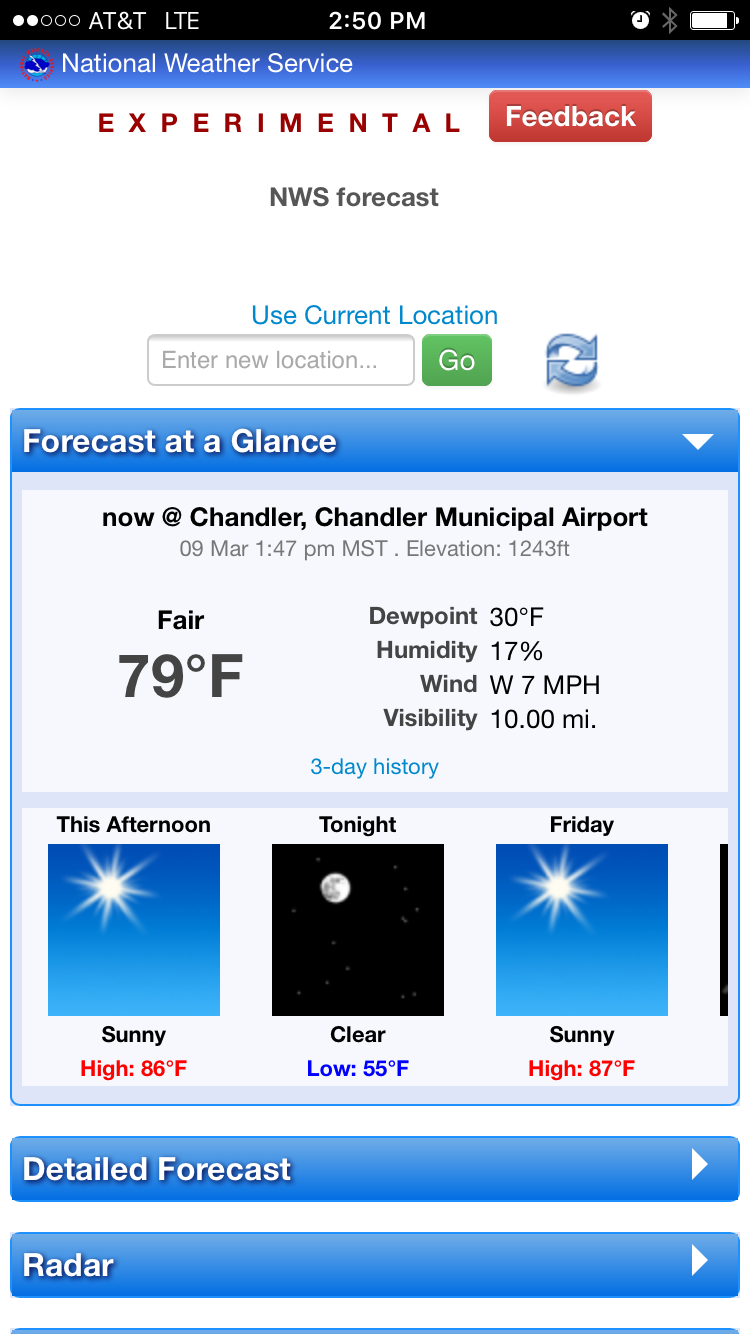 AT&T LTE 2:50 PM
National Weather Service
EXPERIMENTAL Feedback
NWS forecast
Use Current Location
Enter new location... Go
Forecast at a Glance
now @ Chandler, Chandler Municipal Airport
09 Mar 1:47 pm MST . Elevation: 1243ft
Fair
79°F
Dewpoint 30°F
Humidity 17%
Wind W 7 MPH
Visibility 10.00 mi.
3-day history
This Afternoon Tonight Friday
Sunny Clear Sunny
High: 86°F Low: 55°F High: 87°F
Detailed Forecast
Radar